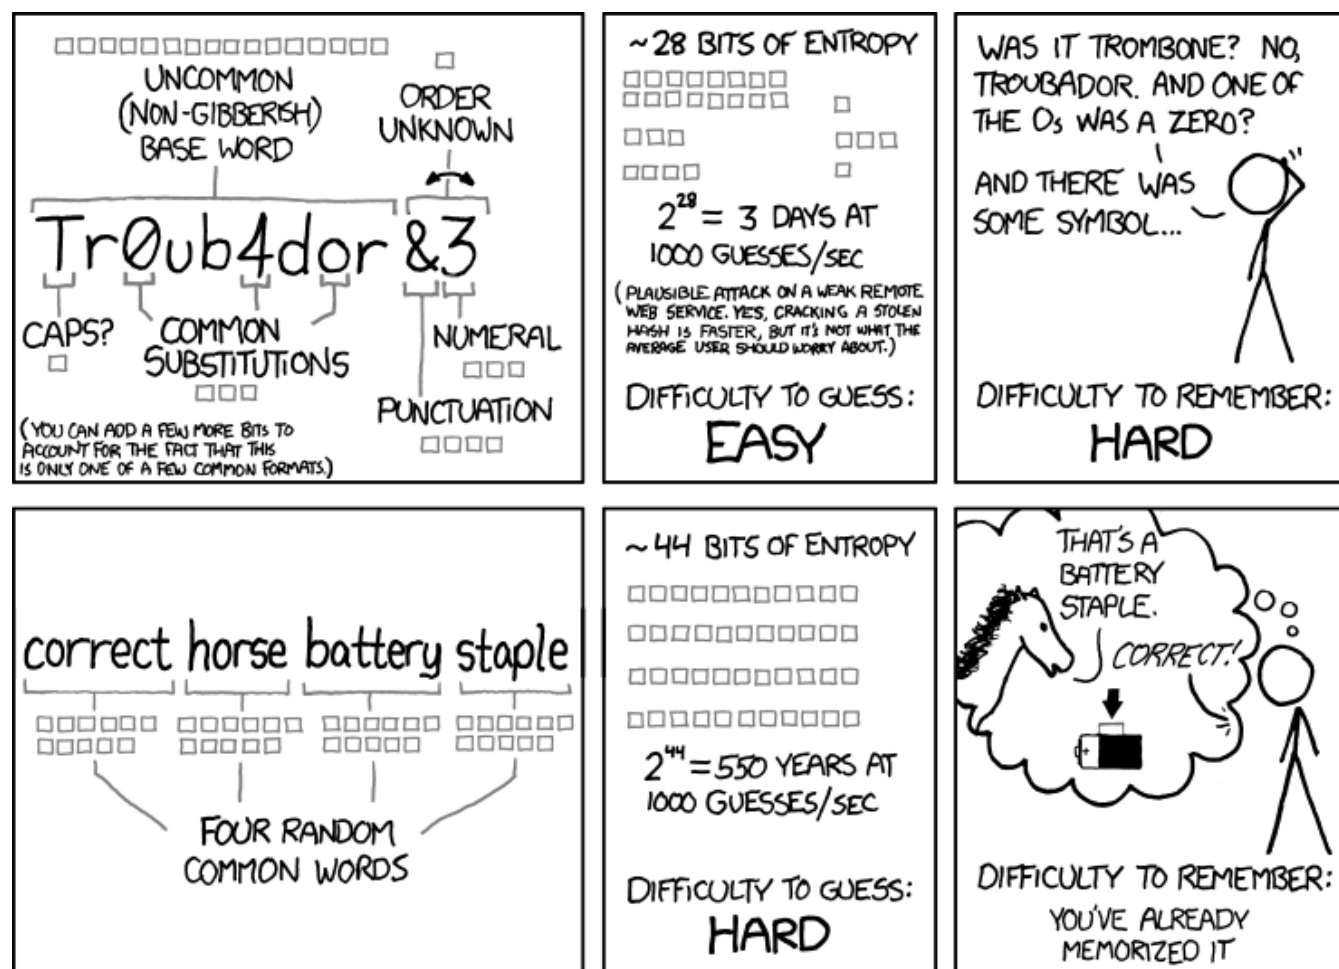 UNCOMMON
(NON-GIBBERISH)
BASE WORD
ORDER
UNKNOWN
Tr0ub4dor &3
CAPS?
COMMON
SUBSTITUTIONS
NUMERAL
PUNCTUATION
(YOU CAN ADD A FEW MORE BITS TO
ACCOUNT FOR THE FACT THAT THIS
IS ONLY ONE OF A FEW COMMON FORMATS.)
~28 BITS OF ENTROPY
2^28 = 3 DAYS AT
1000 GUESSES/SEC
(PLAUSIBLE ATTACK ON A WEAK REMOTE
WEB SERVICE. YES, CRACKING A STOLEN
HASH IS FASTER, BUT IT'S NOT WHAT THE
AVERAGE USER SHOULD WORRY ABOUT.)
DIFFICULTY TO GUESS:
EASY
WAS IT TROMBONE? NO,
TROUBADOR. AND ONE OF
THE Os WAS A ZERO?
AND THERE WAS
SOME SYMBOL...
DIFFICULTY TO REMEMBER:
HARD
correct horse battery staple
FOUR RANDOM
COMMON WORDS
~44 BITS OF ENTROPY
2^44 = 550 YEARS AT
1000 GUESSES/SEC
DIFFICULTY TO GUESS:
HARD
THAT'S A
BATTERY
STAPLE.
CORRECT!
+
DIFFICULTY TO REMEMBER:
YOU'VE ALREADY
MEMORIZED IT